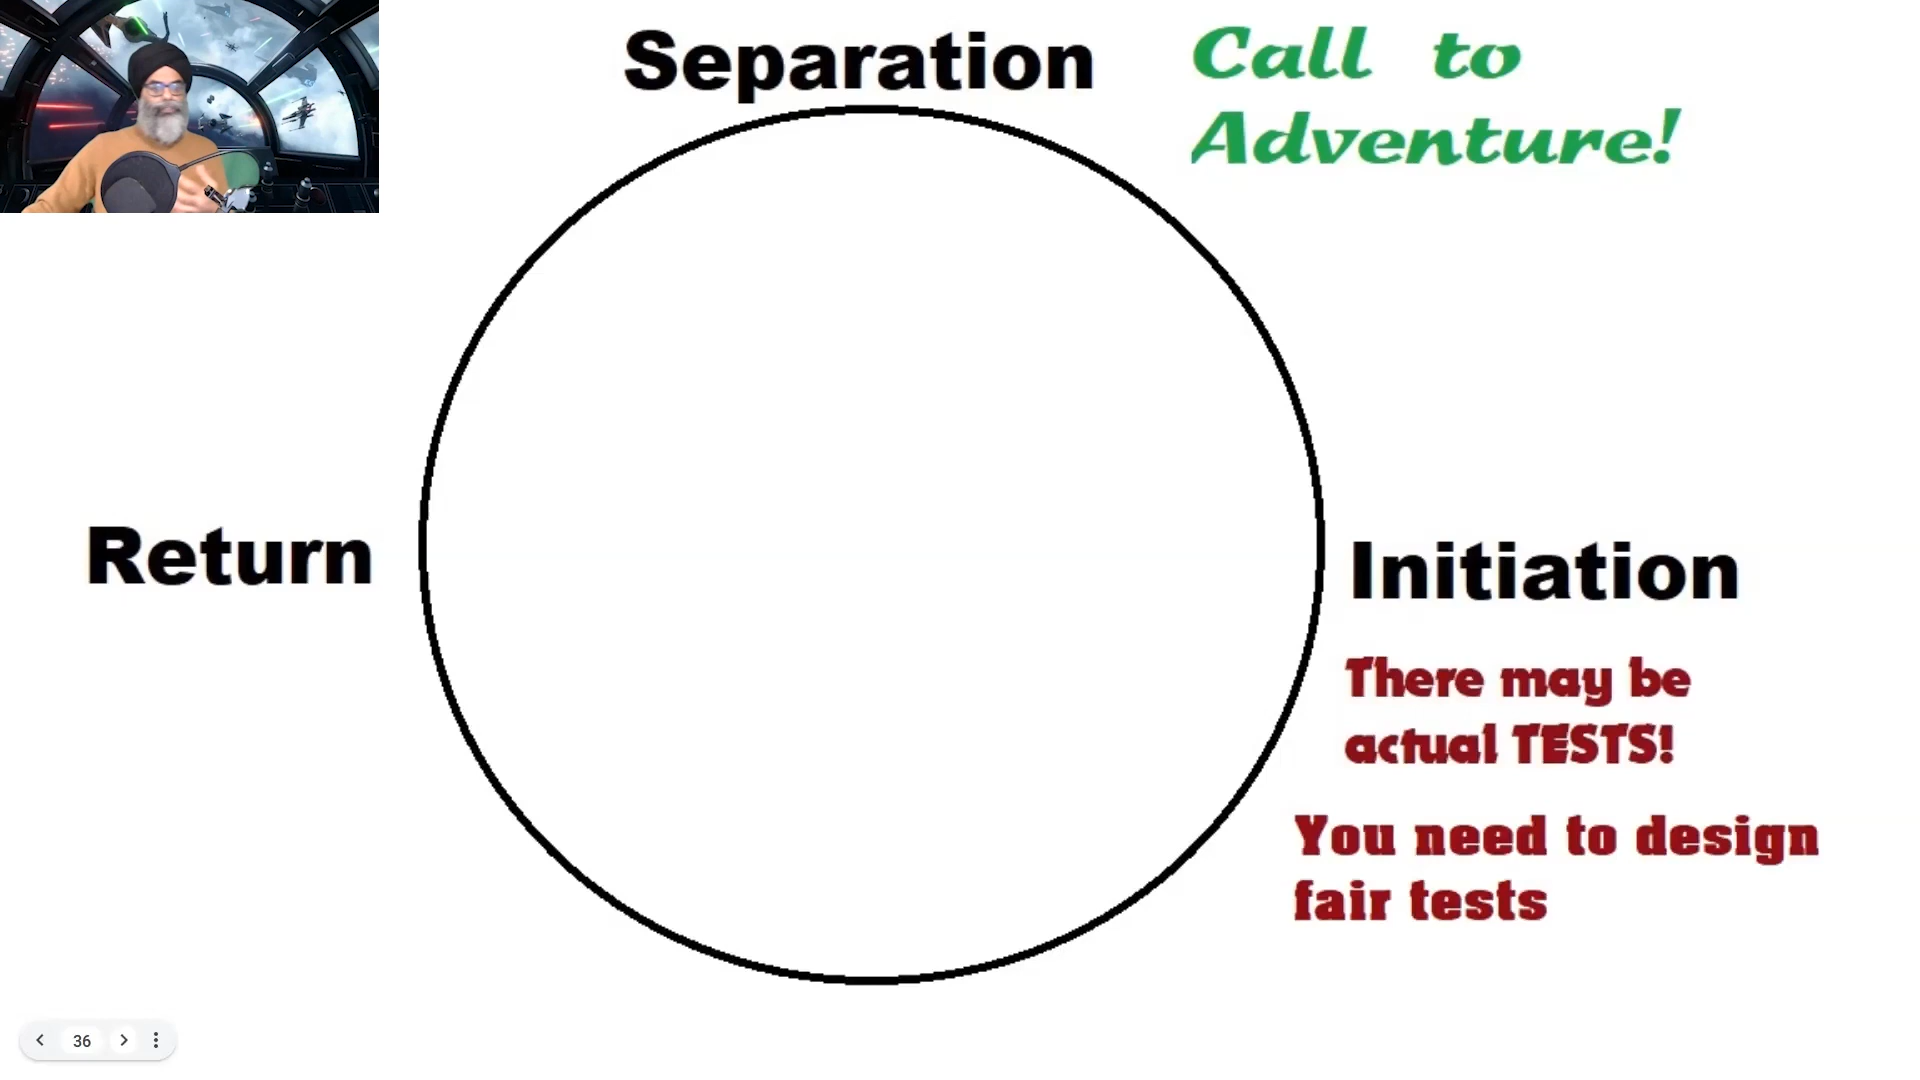 Separation
Call to
Adventure!
Return
Initiation
There may be
actual TESTS!
You need to design
fair tests
36